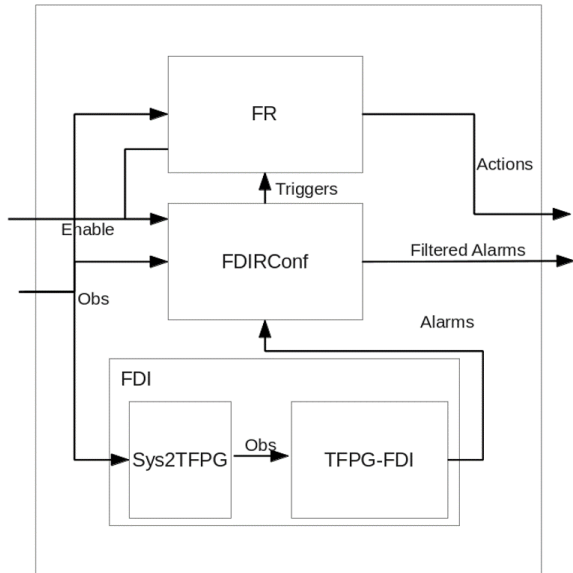 FR
Actions
Triggers
Enable
Filtered Alarms
FDIRConf
Obs
Alarms
FDI
Obs
Sys2TFPG
TFPG-FDI